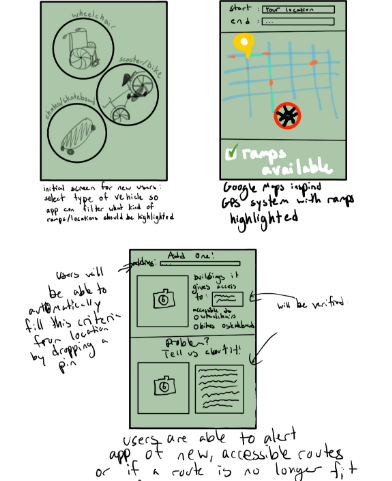 wheelchair
scooter/bike
skates/skateboard
initial screen for new users:
select type of vehicle so
app can filter what kind of
ramps/locations should be highlighted
start : Your location
end : ...
ramps
available
Google Maps inspired
GPS system with ramps
highlighted
Add One!
address:
buildings it
gives access
to:
accessible to
O wheelchairs
O bikes O skateboard
Problem?
Tell us about it!
users will
be able to
automatically
fill this criteria
from location
by dropping a
pin
will be verified
users are able to alert
app of new, accessible routes
or if a route is no longer fit